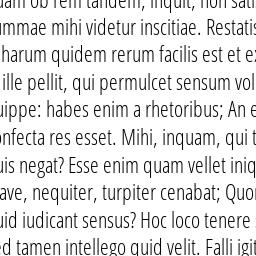 uam ob rem tandem, inquit, non satis
ummae mihi videtur inscitiae. Restatis
harum quidem rerum facilis est et ex
ille pellit, qui permulcet sensum vol
uippe: habes enim a rhetoribus; An e
onfecta res esset. Mihi, inquam, qui t
uis negat? Esse enim quam vellet iniq
ave, nequiter, turpiter cenabat; Quor
uid iudicant sensus? Hoc loco tenere s
ed tamen intellego quid velit. Falli igit